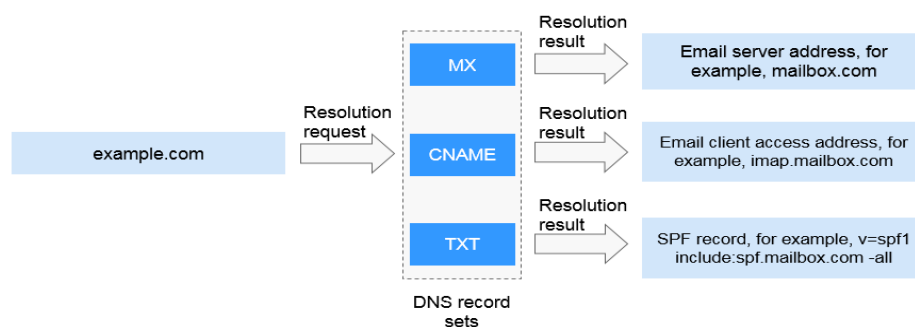 example.com
Resolution
request
MX
CNAME
TXT
DNS record
sets
Resolution
result
Email server address, for
example, mailbox.com
Resolution
result
Email client access address, for
example, imap.mailbox.com
Resolution
result
SPF record, for example, v=spf1
include:spf.mailbox.com -all